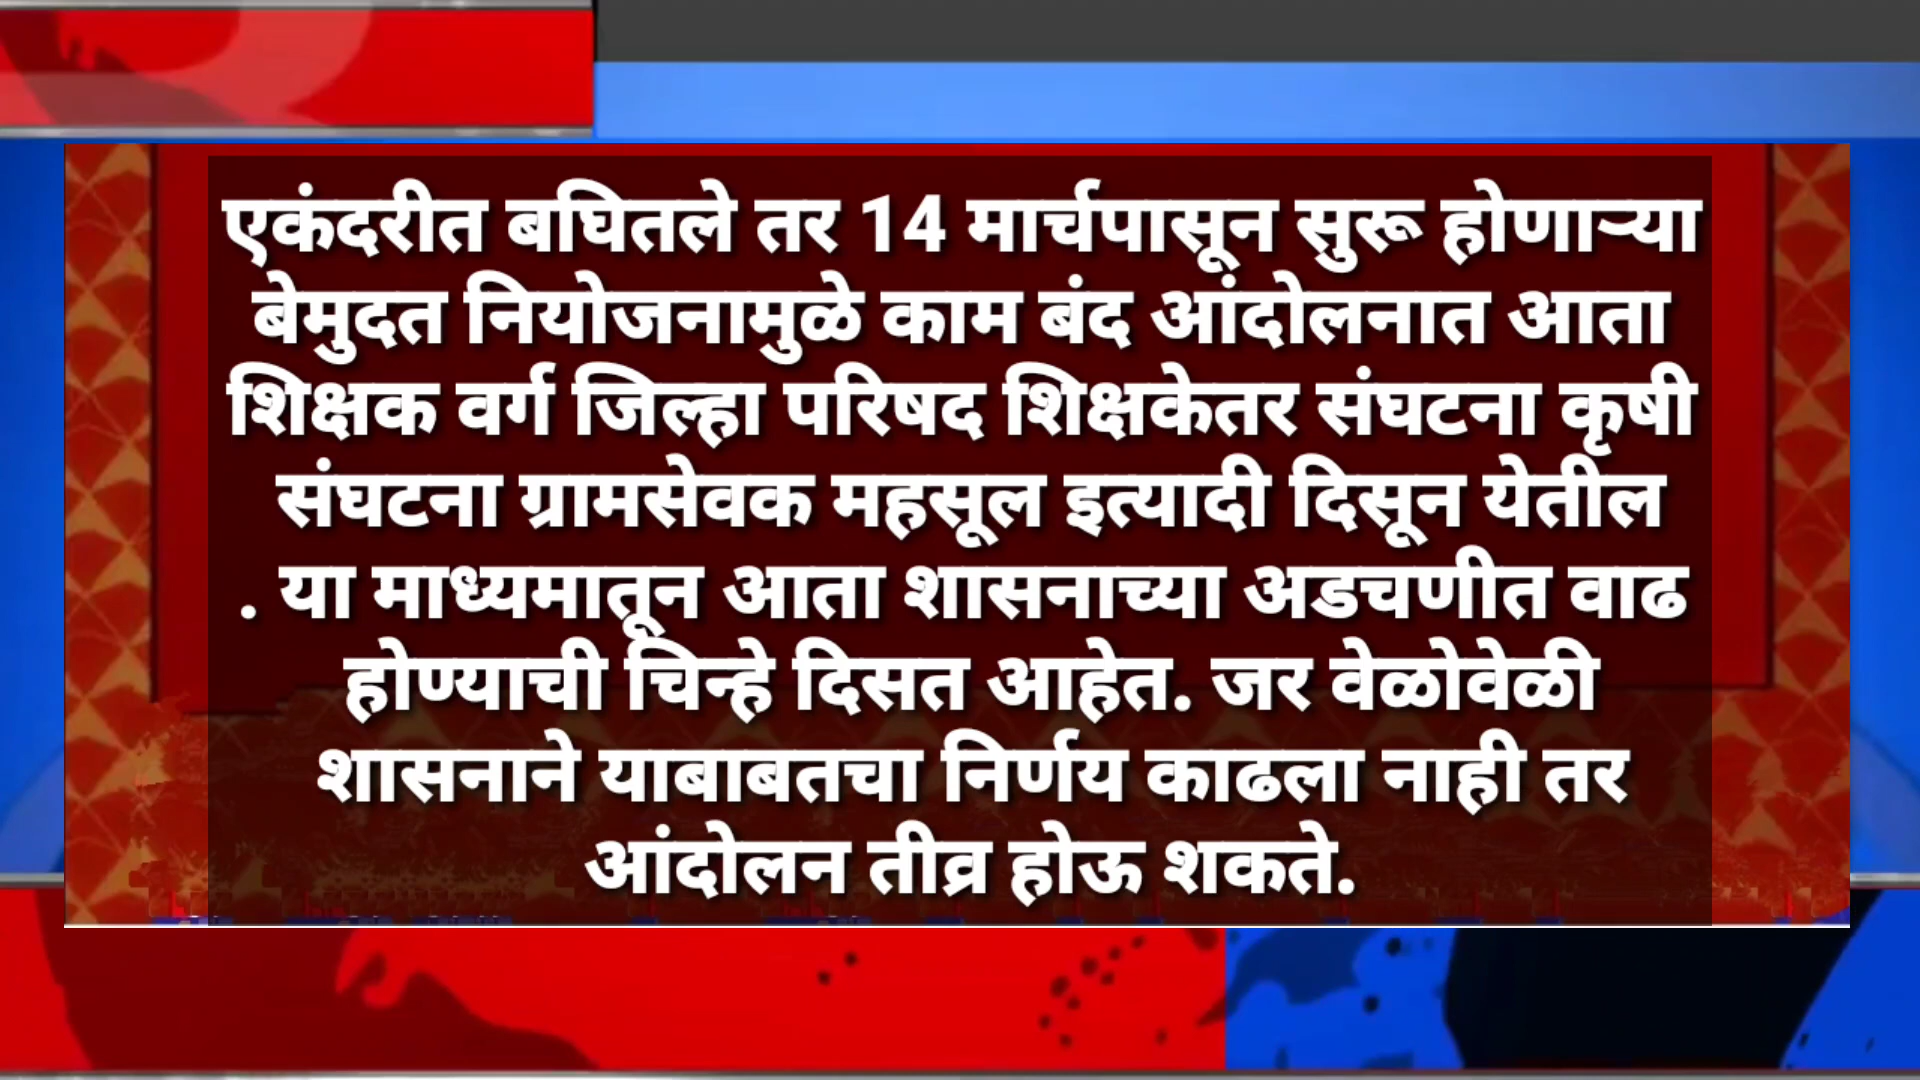 एकंदरीत बघितले तर 14 मार्चपासून सुरू होणाऱ्या
बेमुदत नियोजनामुळे काम बंद आंदोलनात आता
शिक्षक वर्ग जिल्हा परिषद शिक्षकेतर संघटना कृषी
संघटना ग्रामसेवक महसूल इत्यादी दिसून येतील
. या माध्यमातून आता शासनाच्या अडचणीत वाढ
होण्याची चिन्हे दिसत आहेत. जर वेळोवेळी
शासनाने याबाबतचा निर्णय काढला नाही तर
आंदोलन तीव्र होऊ शकते.